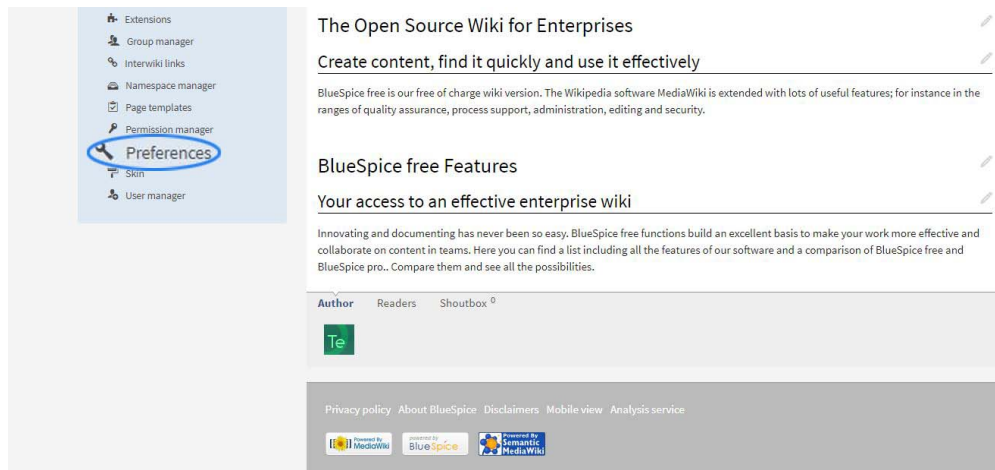 Extensions
Group manager
Interwiki links
Namespace manager
Page templates
Permission manager
Preferences
Skin
User manager
The Open Source Wiki for Enterprises
Create content, find it quickly and use it effectively
BlueSpice free is our free of charge wiki version. The Wikipedia software MediaWiki is extended with lots of useful features; for instance in the
ranges of quality assurance, process support, administration, editing and security.
BlueSpice free Features
Your access to an effective enterprise wiki
Innovating and documenting has never been so easy. BlueSpice free functions build an excellent basis to make your work more effective and
collaborate on content in teams. Here you can find a list including all the features of our software and a comparison of BlueSpice free and
BlueSpice pro.. Compare them and see all the possibilities.
Author Readers Shoutbox 0
Te
Privacy policy About BlueSpice Disclaimers Mobile view Analysis service
Powered By
MediaWiki
powered by
BlueSpice
Powered By
Semantic
MediaWiki